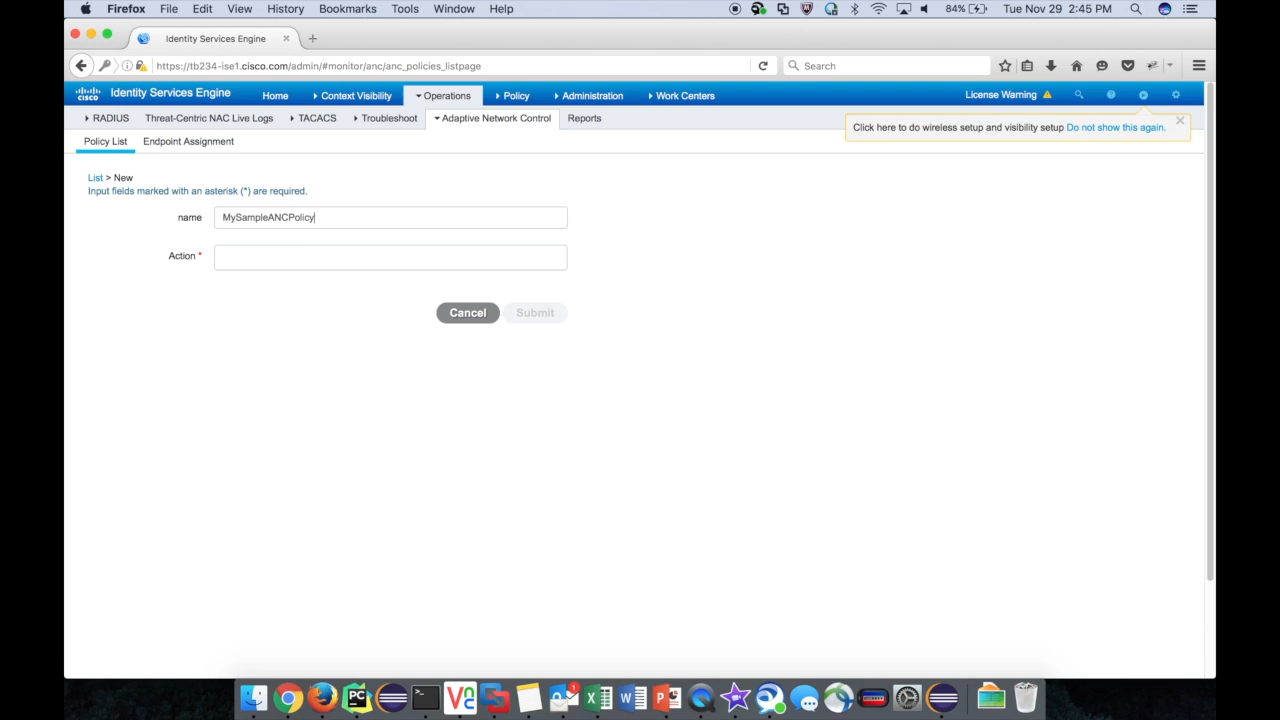 Firefox File Edit View History Bookmarks Tools Window Help 84% Tue Nov 29 2:45 PM
Identity Services Engine
https://tb234-ise1.cisco.com/admin/#monitor/anc/anc_policies_listpage Search
CISCO Identity Services Engine Home Context Visibility Operations Policy Administration Work Centers License Warning
RADIUS Threat-Centric NAC Live Logs TACACS Troubleshoot Adaptive Network Control Reports
Click here to do wireless setup and visibility setup Do not show this again.
Policy List Endpoint Assignment
List > New
Input fields marked with an asterisk (*) are required.
name MySampleANCPolicy
Action *
Cancel Submit